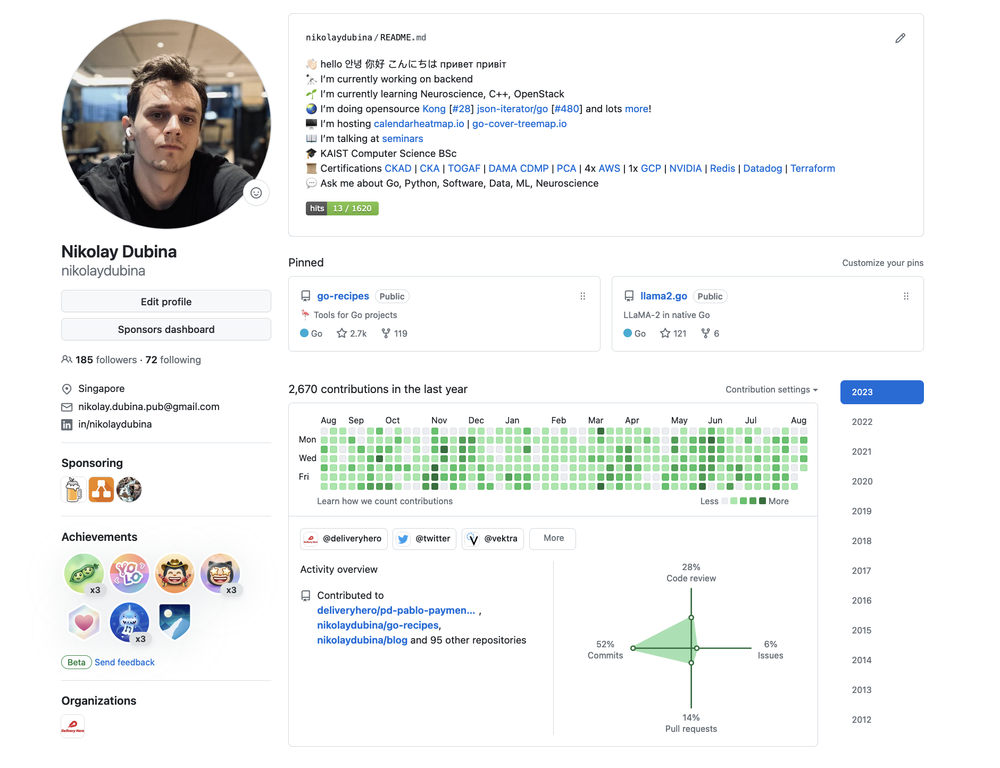 nikolaydubina/README.md
👋🏻 hello 안녕 你好 こんにちは привет привіт
🔭 I'm currently working on backend
🌱 I'm currently learning Neuroscience, C++, OpenStack
🌏 I'm doing opensource Kong [#28] json-iterator/go [#480] and lots more!
🖥 I'm hosting calendarheatmap.io | go-cover-treemap.io
📖 I'm talking at seminars
🎓 KAIST Computer Science BSc
📜 Certifications CKAD | CKA | TOGAF | DAMA CDMP | PCA | 4x AWS | 1x GCP | NVIDIA | Redis | Datadog | Terraform
💬 Ask me about Go, Python, Software, Data, ML, Neuroscience
hits 13 / 1620
Nikolay Dubina
nikolaydubina
Edit profile
Sponsors dashboard
185 followers · 72 following
Singapore
nikolay.dubina.pub@gmail.com
in/nikolaydubina
Sponsoring
Achievements
x3
YOLO
x3
x3
Beta Send feedback
Organizations
Delivery Hero
Pinned
Customize your pins
go-recipes Public
🦩 Tools for Go projects
Go 2.7k 119
llama2.go Public
LLaMA-2 in native Go
Go 121 6
2,670 contributions in the last year
Contribution settings
Aug Sep Oct Nov Dec Jan Feb Mar Apr May Jun Jul Aug
Mon
Wed
Fri
Learn how we count contributions
Less More
Delivery Hero @deliveryhero @twitter @vektra More
Activity overview
Contributed to
deliveryhero/pd-pablo-paymen... ,
nikolaydubina/go-recipes,
nikolaydubina/blog and 95 other repositories
28%
Code review
52%
Commits
6%
Issues
14%
Pull requests
2023
2022
2021
2020
2019
2018
2017
2016
2015
2014
2013
2012